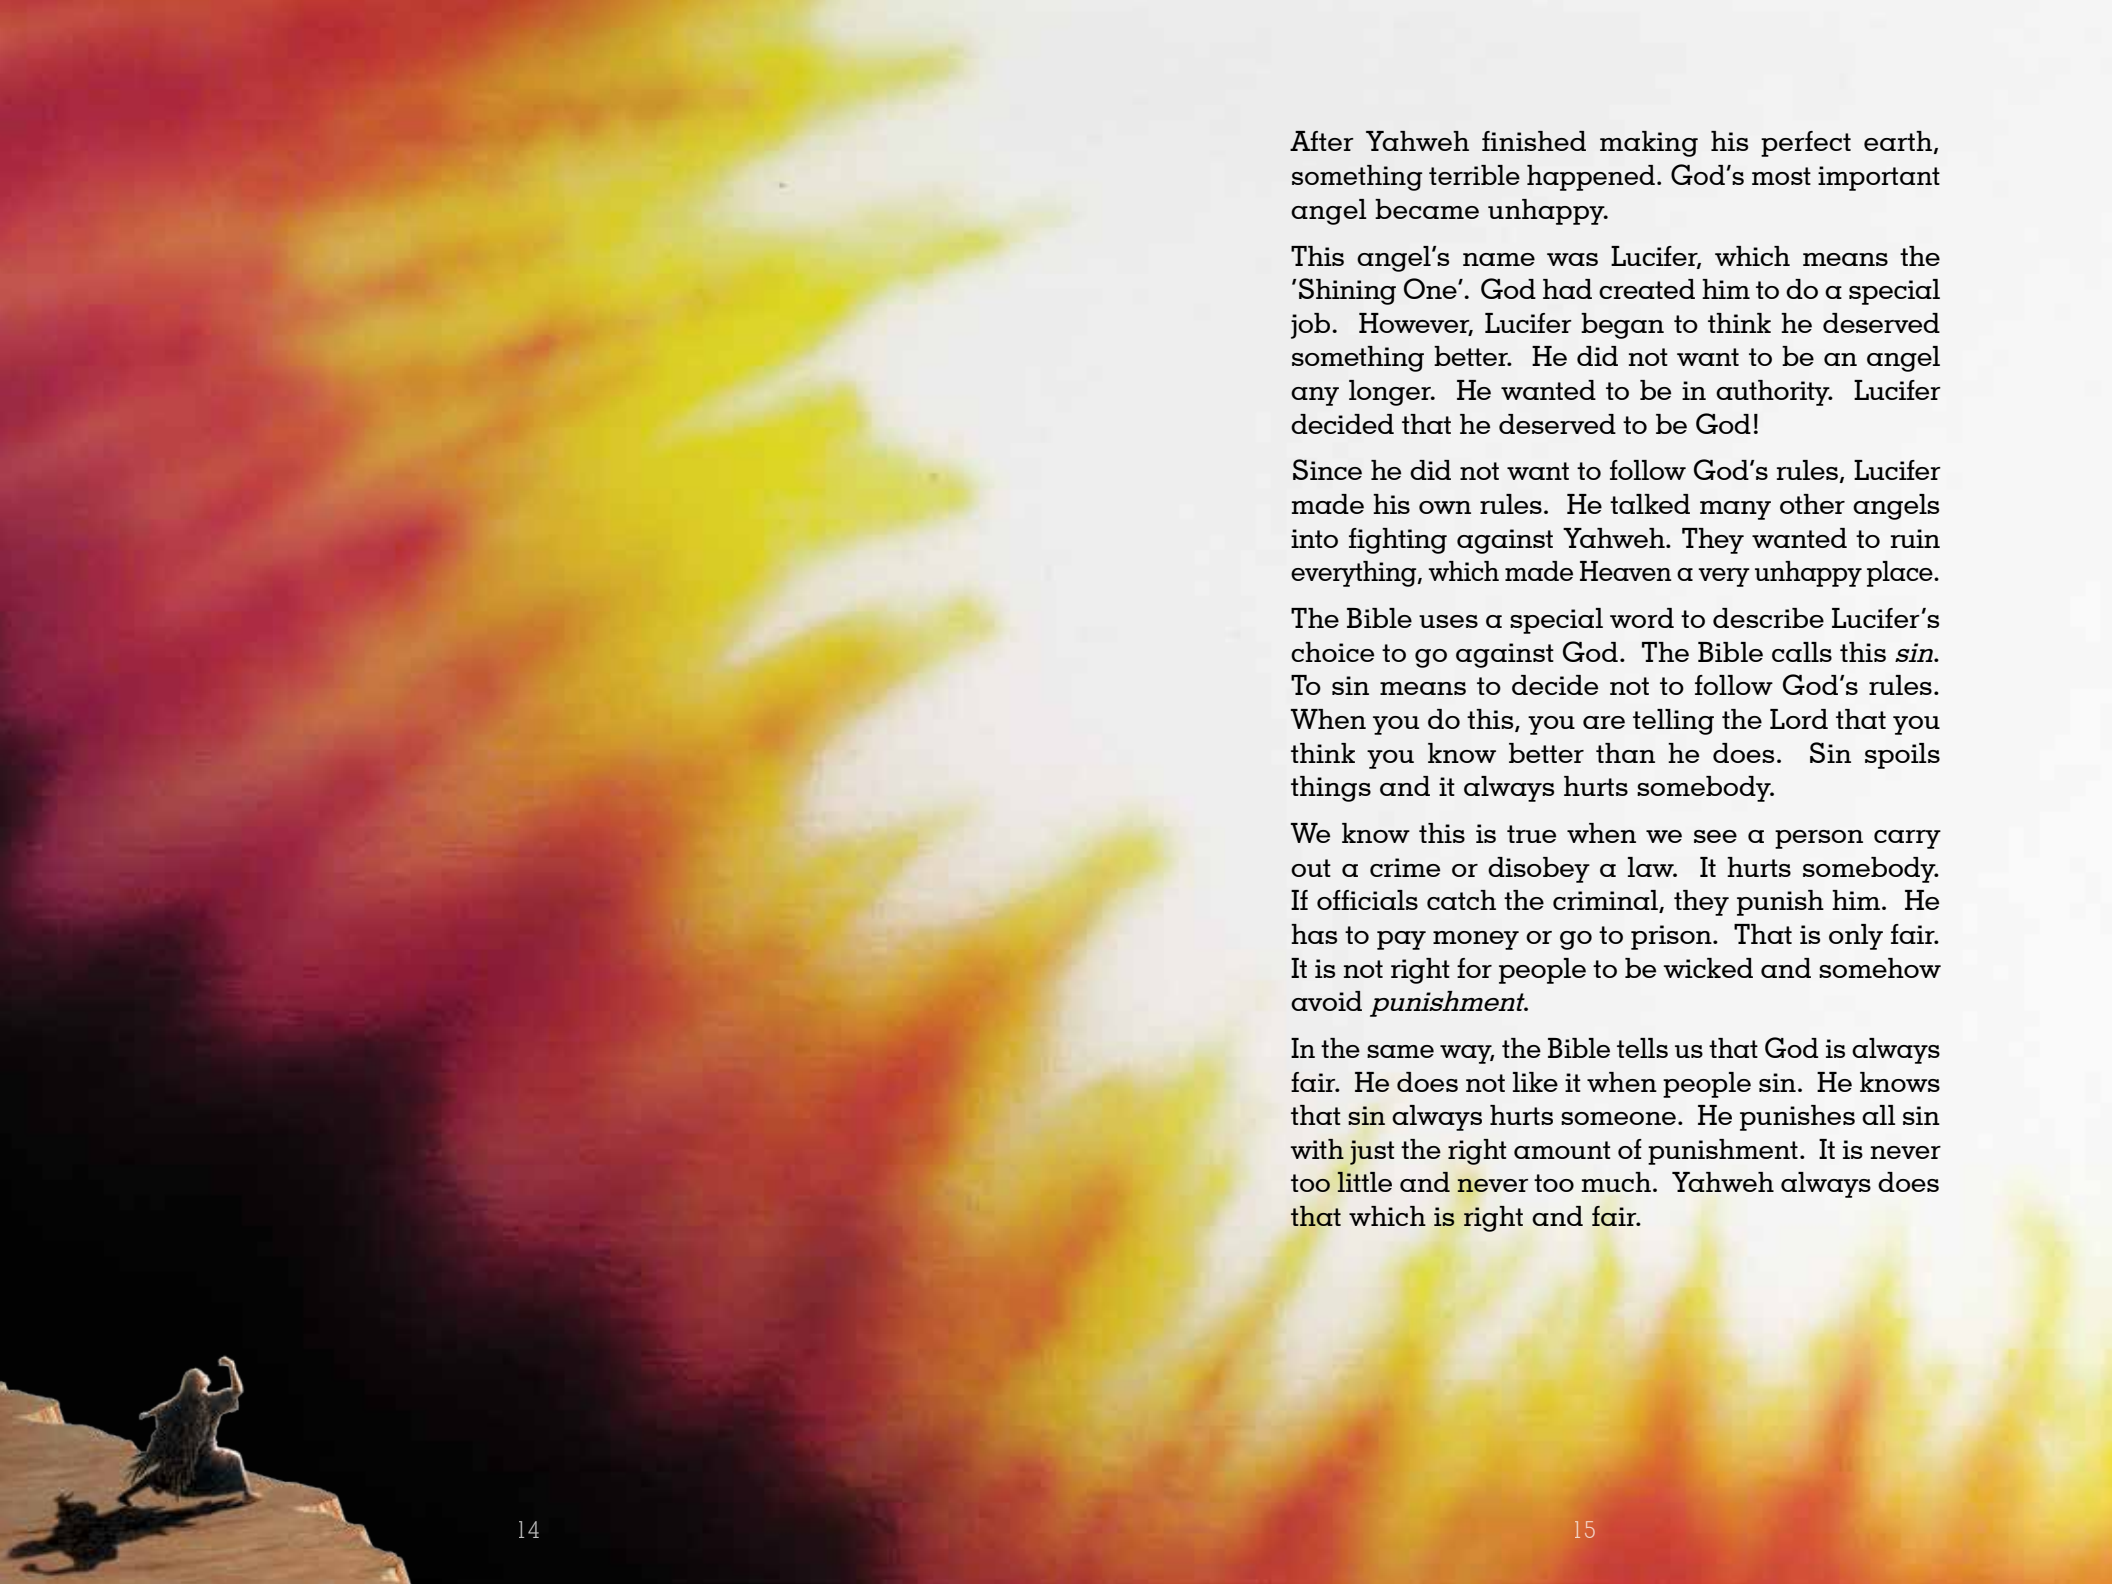 After Yahweh finished making his perfect earth,
something terrible happened. God's most important
angel became unhappy.
This angel's name was Lucifer, which means the
'Shining One'. God had created him to do a special
job. However, Lucifer began to think he deserved
something better. He did not want to be an angel
any longer. He wanted to be in authority. Lucifer
decided that he deserved to be God!
Since he did not want to follow God's rules, Lucifer
made his own rules. He talked many other angels
into fighting against Yahweh. They wanted to ruin
everything, which made Heaven a very unhappy place.
The Bible uses a special word to describe Lucifer's
choice to go against God. The Bible calls this sin.
To sin means to decide not to follow God's rules.
When you do this, you are telling the Lord that you
think you know better than he does. Sin spoils
things and it always hurts somebody.
We know this is true when we see a person carry
out a crime or disobey a law. It hurts somebody.
If officials catch the criminal, they punish him. He
has to pay money or go to prison. That is only fair.
It is not right for people to be wicked and somehow
avoid punishment.
In the same way, the Bible tells us that God is always
fair. He does not like it when people sin. He knows
that sin always hurts someone. He punishes all sin
with just the right amount of punishment. It is never
too little and never too much. Yahweh always does
that which is right and fair.
14
15